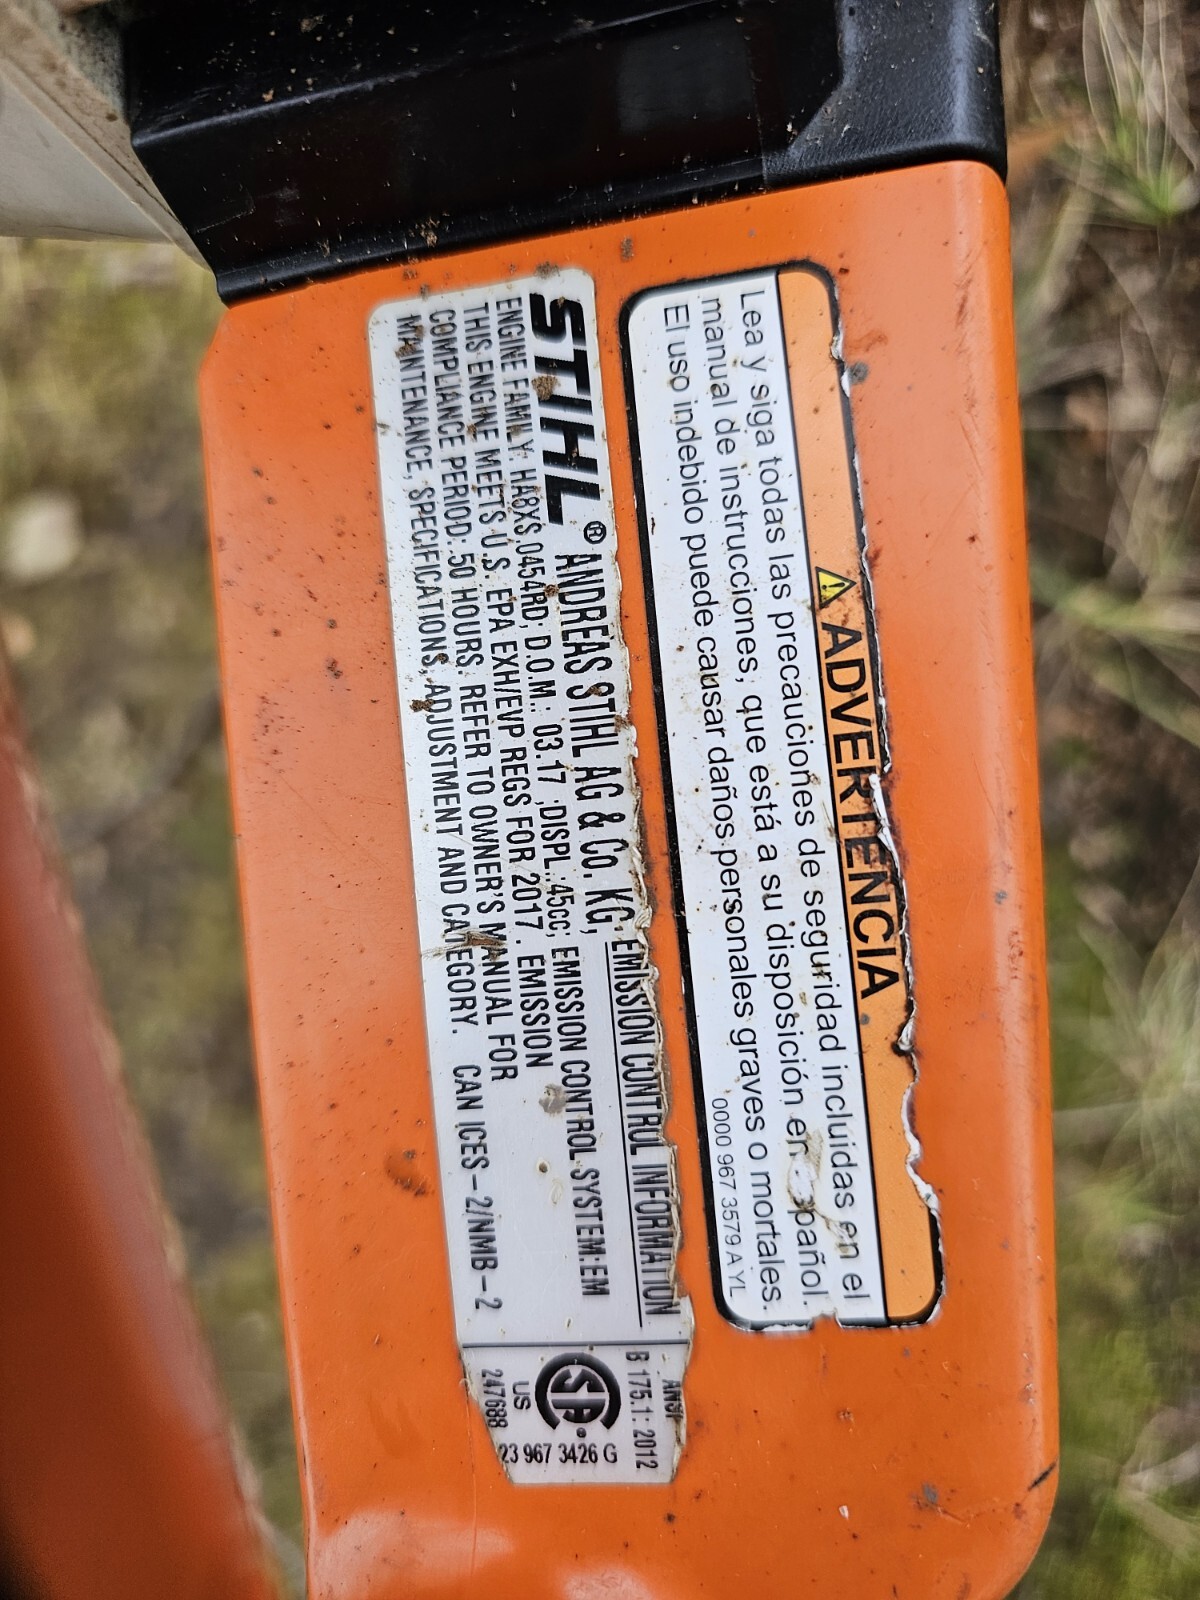 ⚠ ADVERTENCIA
Lea y siga todas las precauciones de seguridad incluidas en el
manual de instrucciones, que está a su disposición en español.
El uso indebido puede causar daños personales graves o mortales.
0000 967 3579 A YL
STIHL® ANDREAS STIHL AG & Co. KG, EMISSION CONTROL INFORMATION
ENGINE FAMILY: HA8XS.0454RD, D.O.M.: 03.17 ,DISPL.:45CC; EMISSION CONTROL SYSTEM:EM
THIS ENGINE MEETS U.S. EPA EXH/EVP REGS FOR 2017 . EMISSION
COMPLIANCE PERIOD: 50 HOURS. REFER TO OWNER'S MANUAL FOR
MAINTENANCE, SPECIFICATIONS, ADJUSTMENT AND CATEGORY. CAN ICES-2/NMB-2
ANSI
B 175.1: 2012
SA®
US
247688
23 967 3426 G